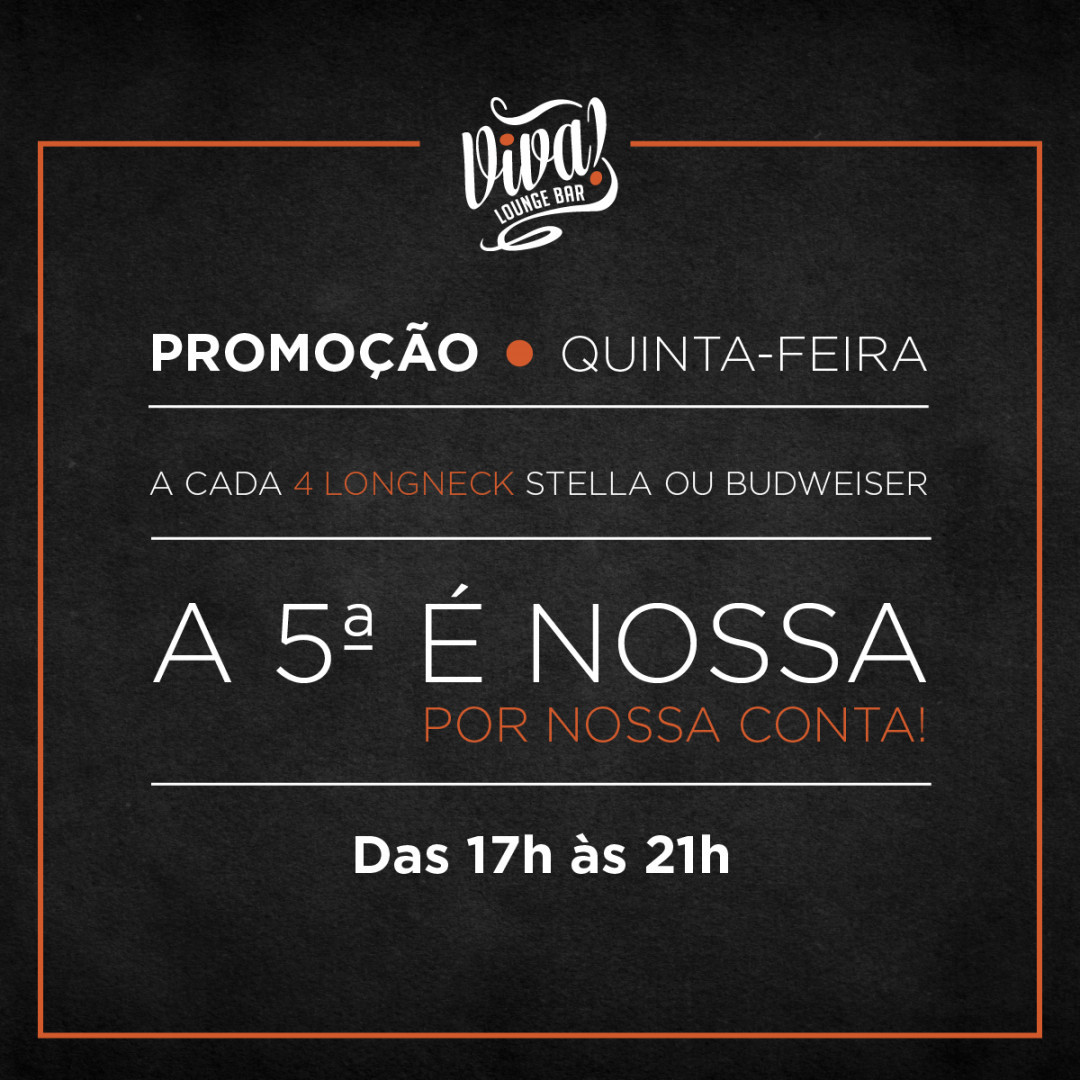 Viva!
LOUNGE BAR
PROMOÇÃO • QUINTA-FEIRA
A CADA 4 LONGNECK STELLA OU BUDWEISER
A 5ª É NOSSA
POR NOSSA CONTA!
Das 17h às 21h